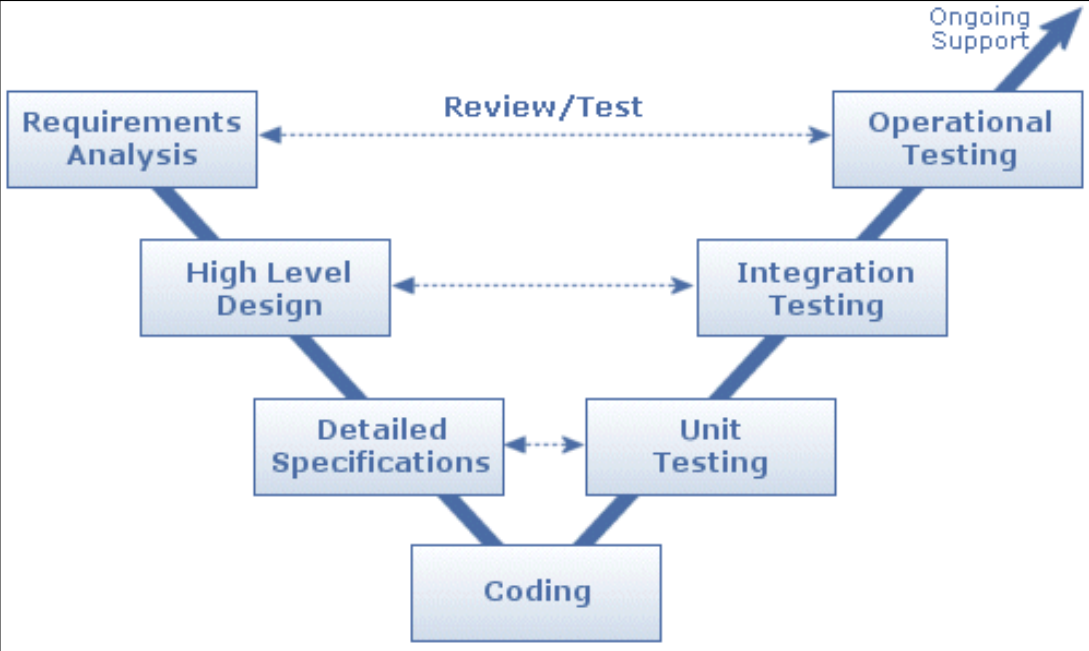 Ongoing
Support
Review/Test
Requirements
Analysis
Operational
Testing
High Level
Design
Integration
Testing
Detailed
Specifications
Unit
Testing
Coding